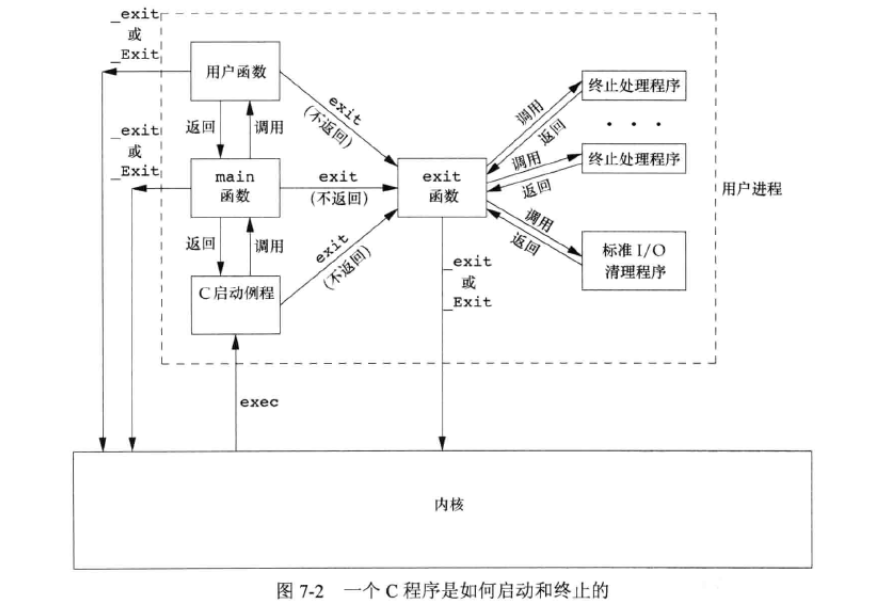 _exit
或
_Exit
用户函数
exit
(不返回)
调用
返回
终止处理程序
· · ·
返回
调用
_exit
或
_Exit
main
函数
exit
(不返回)
exit
函数
调用
返回
终止处理程序
用户进程
返回
调用
exit
(不返回)
调用
返回
标准 I/O
清理程序
C 启动例程
_exit
或
_Exit
exec
内核
图 7-2 一个 C 程序是如何启动和终止的